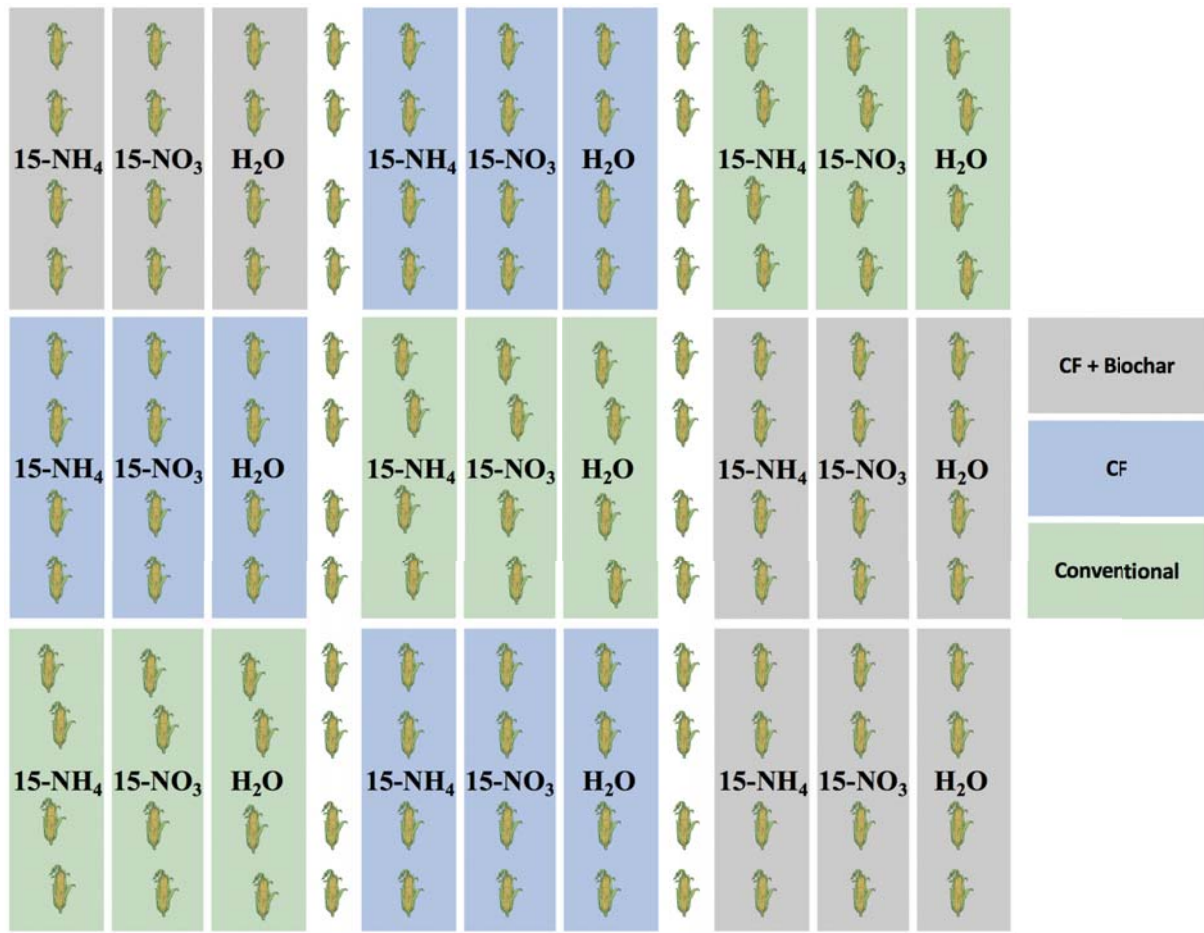 15-NH₄ 15-NO₃ H₂O 15-NH₄ 15-NO₃ H₂O 15-NH₄ 15-NO₃ H₂O
CF + Biochar
15-NH₄ 15-NO₃ H₂O 15-NH₄ 15-NO₃ H₂O 15-NH₄ 15-NO₃ H₂O
CF
Conventional
15-NH₄ 15-NO₃ H₂O 15-NH₄ 15-NO₃ H₂O 15-NH₄ 15-NO₃ H₂O